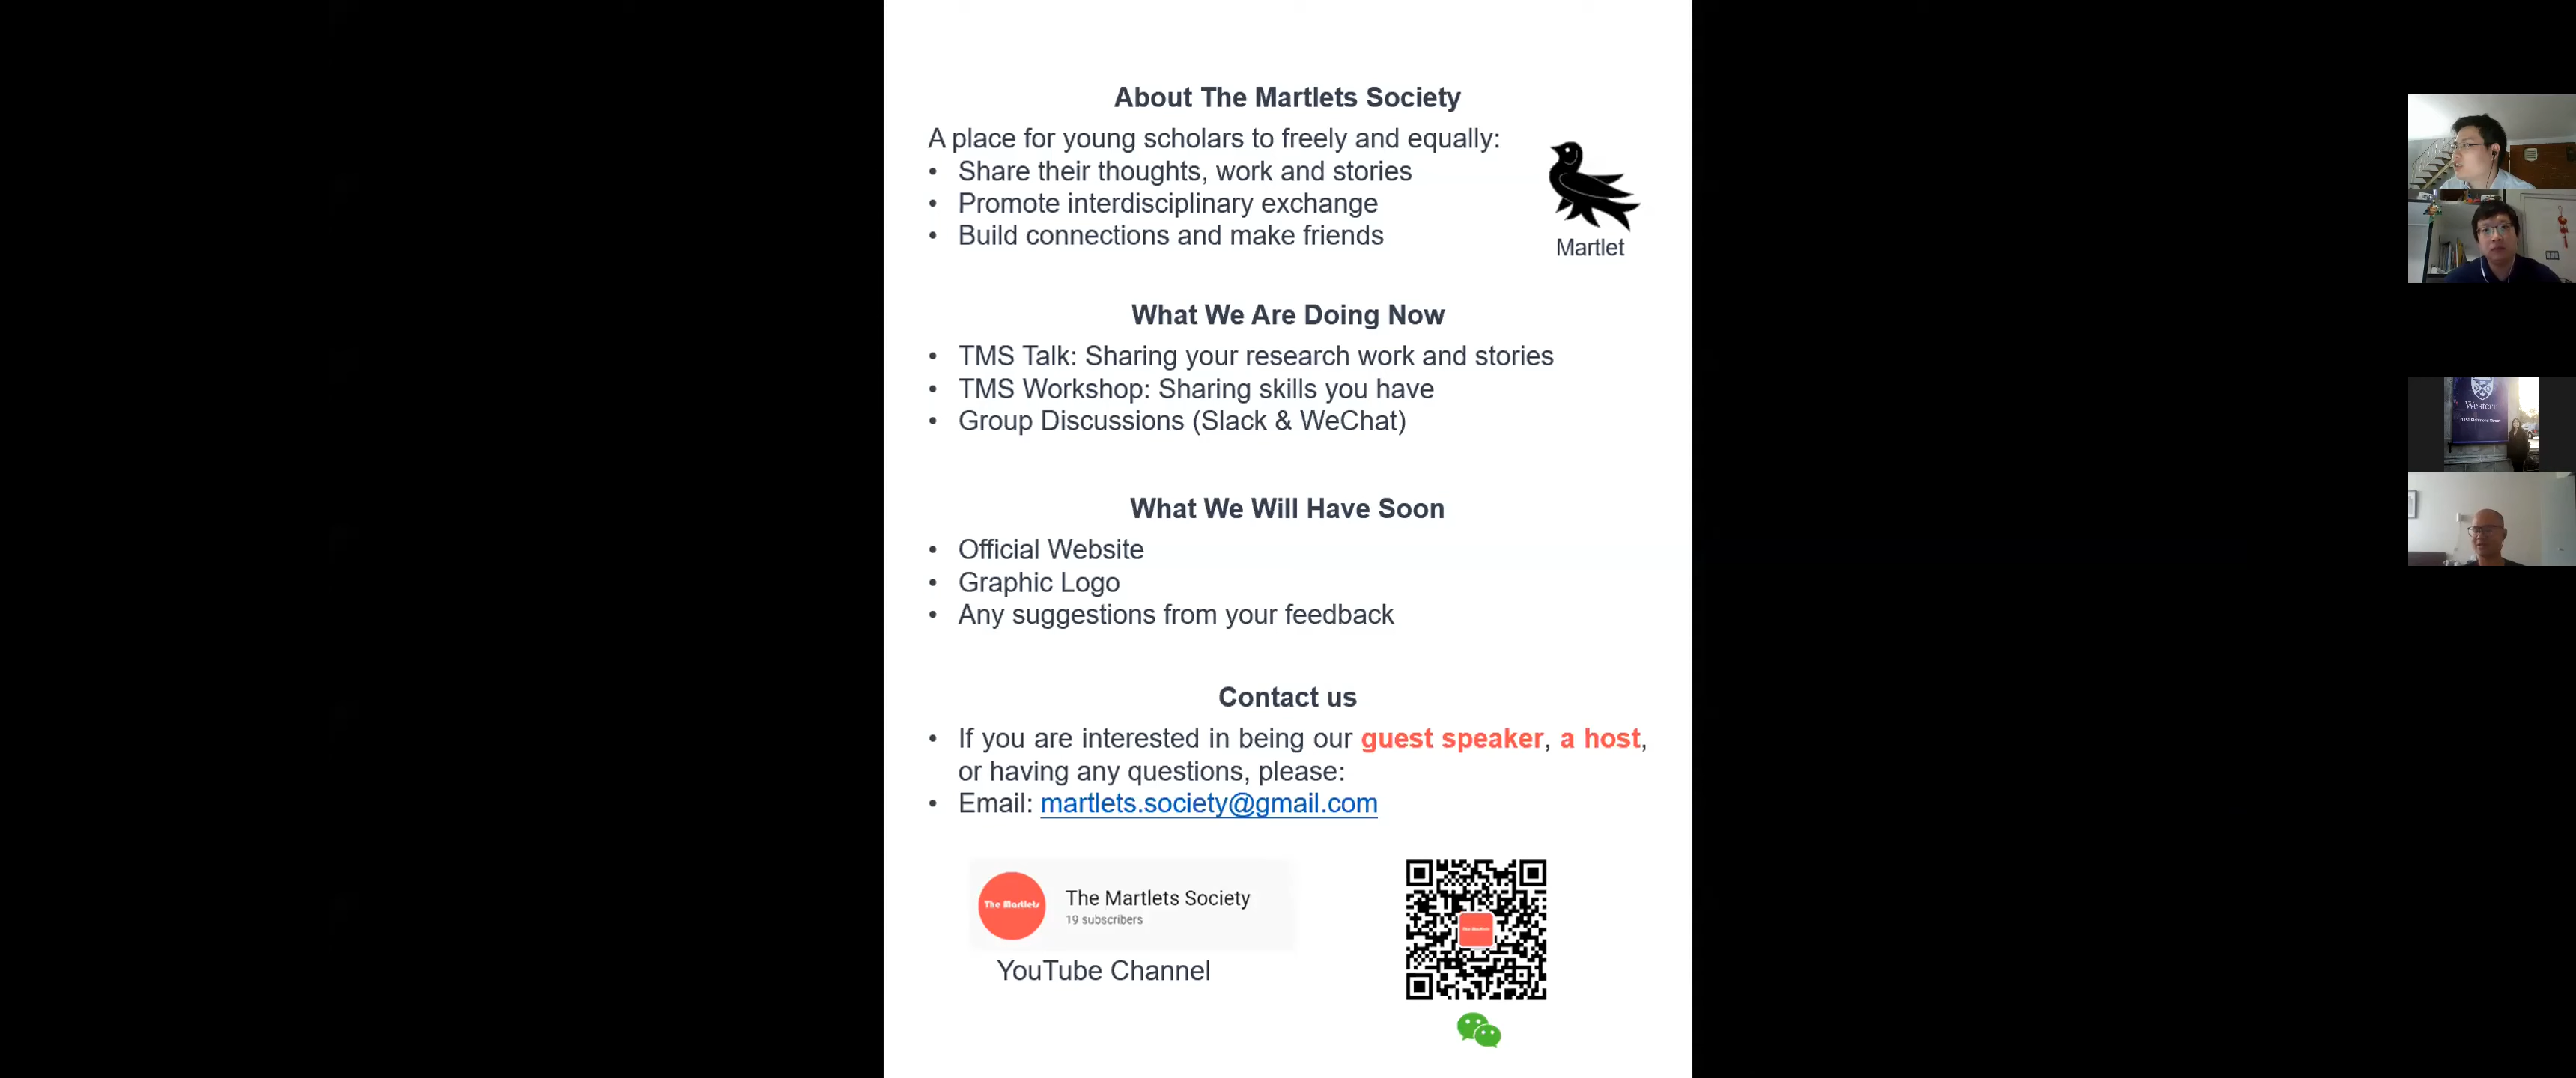 About The Martlets Society
A place for young scholars to freely and equally:
• Share their thoughts, work and stories
• Promote interdisciplinary exchange
• Build connections and make friends
Martlet
What We Are Doing Now
• TMS Talk: Sharing your research work and stories
• TMS Workshop: Sharing skills you have
• Group Discussions (Slack & WeChat)
What We Will Have Soon
• Official Website
• Graphic Logo
• Any suggestions from your feedback
Contact us
• If you are interested in being our guest speaker, a host,
or having any questions, please:
• Email: martlets.society@gmail.com
The Martlets
The Martlets Society
19 subscribers
YouTube Channel
The Martlets
Western